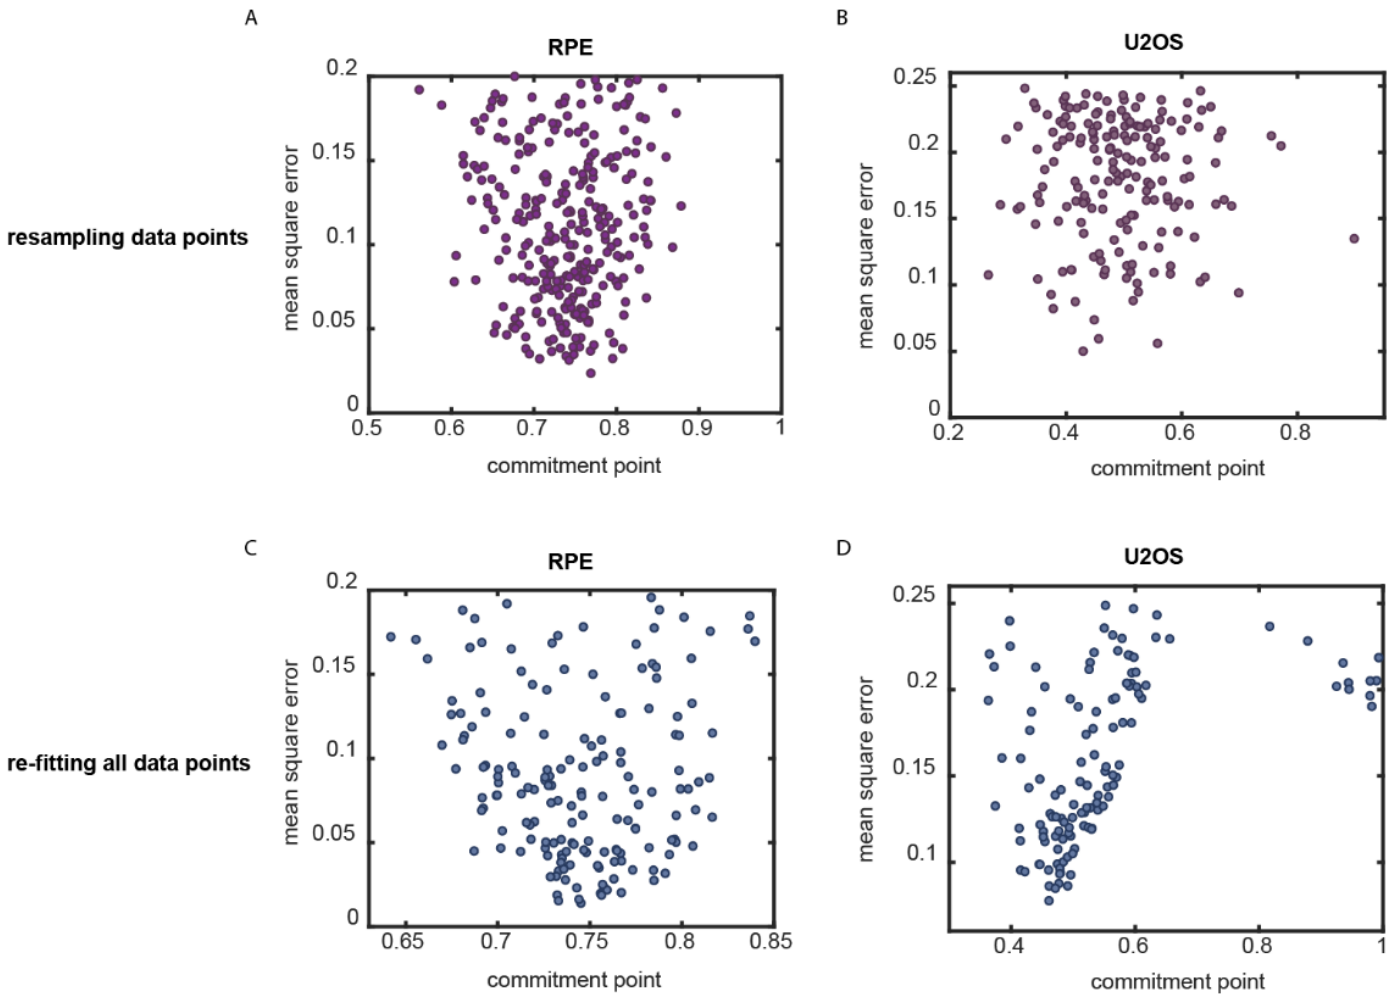 A
RPE
0.2
0.15
0.1
0.05
0
mean square error
0.5 0.6 0.7 0.8 0.9 1
commitment point
B
U2OS
0.25
0.2
0.15
0.1
0.05
0
mean square error
0.2 0.4 0.6 0.8
commitment point
resampling data points
C
RPE
0.2
0.15
0.1
0.05
0
mean square error
0.65 0.7 0.75 0.8 0.85
commitment point
D
U2OS
0.25
0.2
0.15
0.1
mean square error
0.4 0.6 0.8 1
commitment point
re-fitting all data points